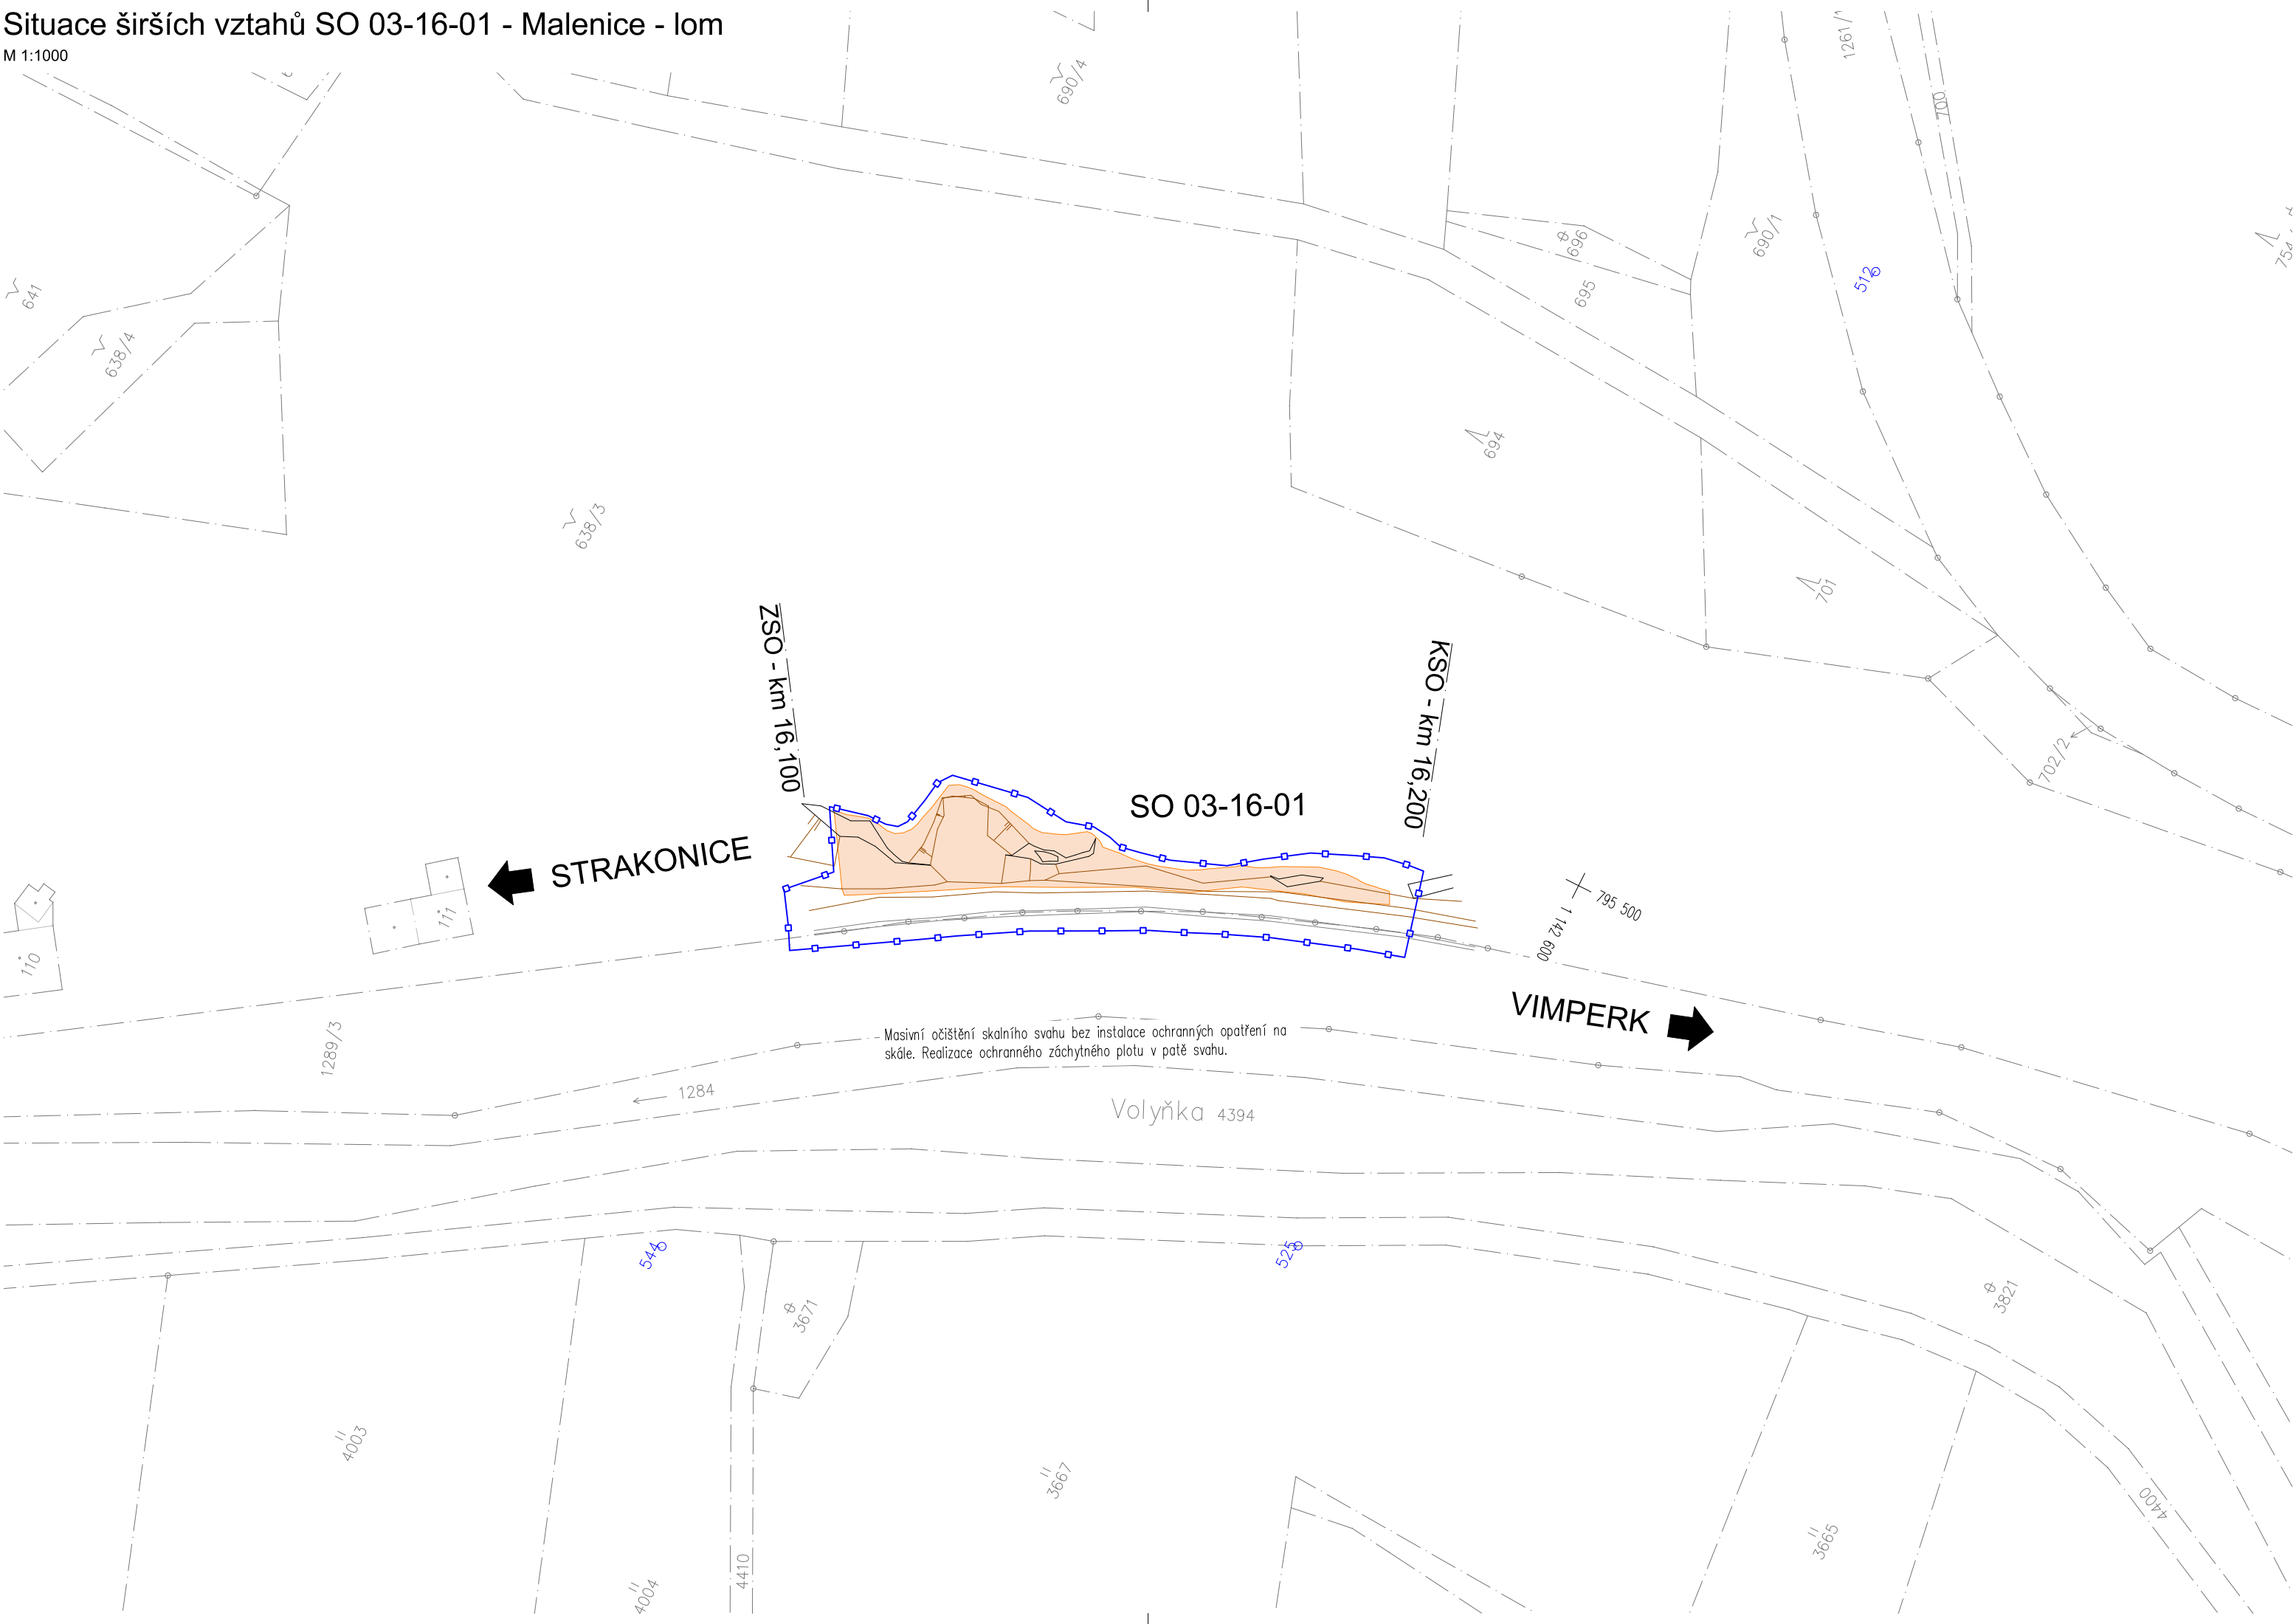 Situace širších vztahů SO 03-16-01 - Malenice - lom
M 1:1000
690/4
1261/1
700
641
638/4
696
695
690/1
512
694
638/3
701
702/2
ZSO - km 16,100
KSO - km 16,200
SO 03-16-01
STRAKONICE
111
110
795 500
1 142 600
VIMPERK
Masivní očištění skalního svahu bez instalace ochranných opatření na
skále. Realizace ochranného záchytného plotu v patě svahu.
1289/3
1284
Volyňka 4394
544
525
3671
3821
4003
3667
3665
4400
4410
4004